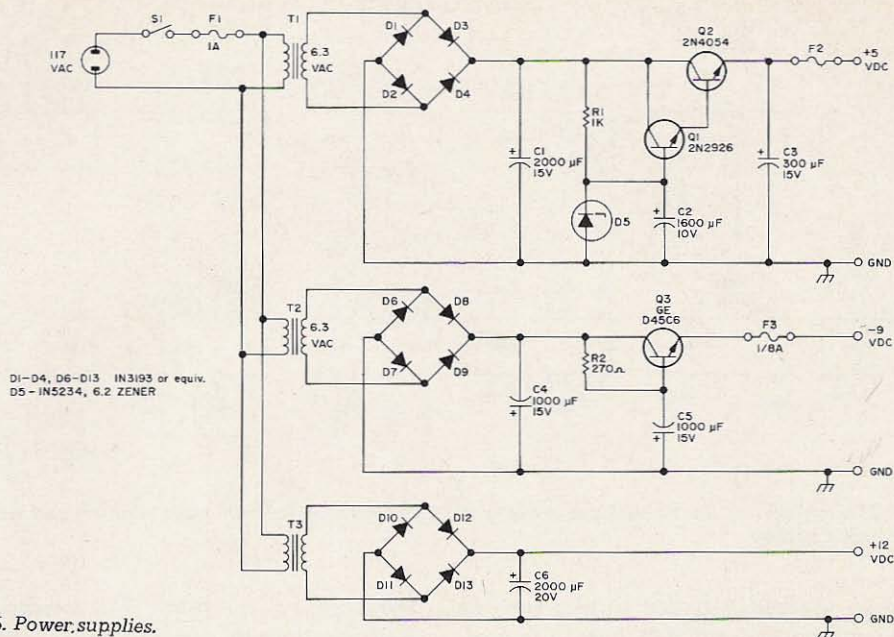 S1
F1
1A
T1
117
VAC
6.3
VAC
D1
D3
D2
D4
Q2
2N4054
F2
+5
VDC
R1
1K
Q1
2N2926
C1
2000 µF
15V
C3
300 µF
15V
D5
C2
1600 µF
10V
GND
T2
6.3
VAC
D6
D8
D7
D9
Q3
GE
D45C6
F3
1/8A
-9
VDC
R2
270Ω
C4
1000 µF
15V
C5
1000 µF
15V
GND
D1-D4, D6-D13 IN3193 or equiv.
D5-IN5234, 6.2 ZENER
T3
D10
D12
D11
D13
+12
VDC
C6
2000 µF
20V
GND
. Power supplies.